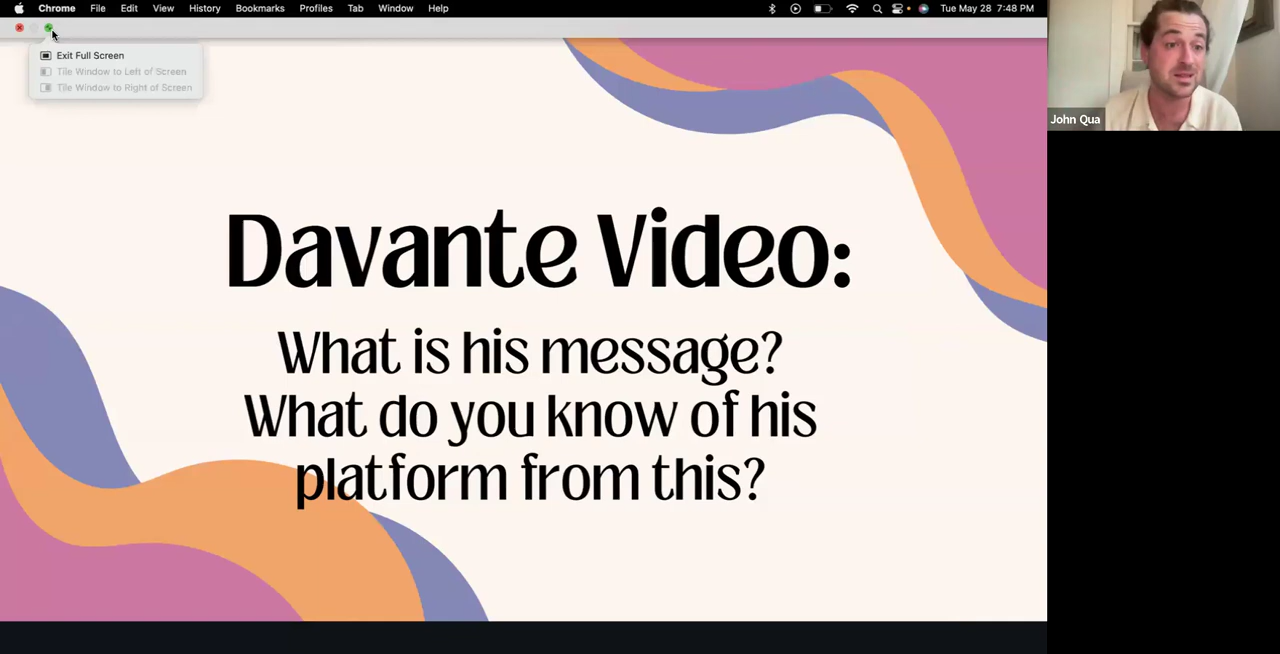 Chrome File Edit View History Bookmarks Profiles Tab Window Help Tue May 28 7:48 PM
Exit Full Screen
Tile Window to Left of Screen
Tile Window to Right of Screen
John Qua
Davante Video:
What is his message?
What do you know of his
platform from this?